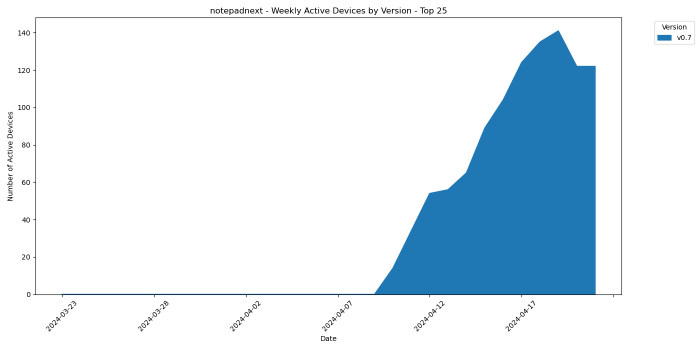 notepadnext - Weekly Active Devices by Version - Top 25
Version
v0.7
Number of Active Devices
140
120
100
80
60
40
20
0
2024-03-23
2024-03-28
2024-04-02
2024-04-07
2024-04-12
2024-04-17
Date